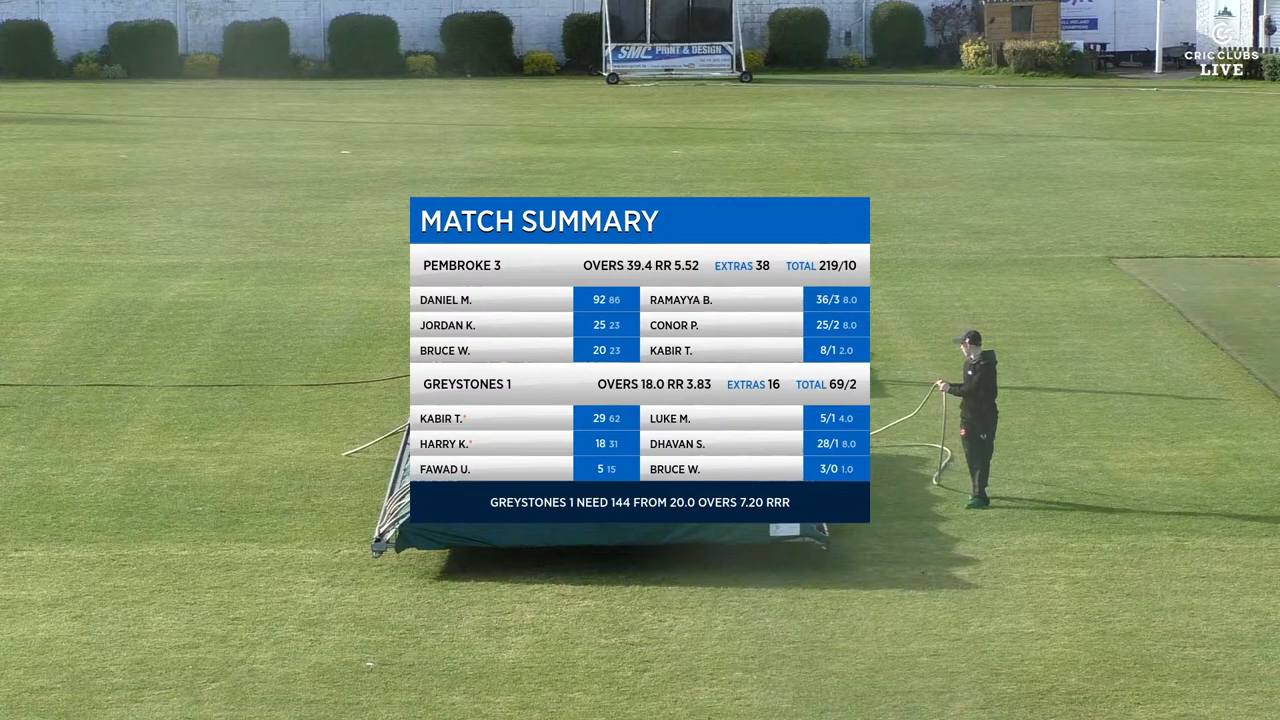 SMC PRINT & DESIGN
CRICCLUBS
LIVE
MATCH SUMMARY
PEMBROKE 3 OVERS 39.4 RR 5.52 EXTRAS 38 TOTAL 219/10
DANIEL M. 92 86 RAMAYYA B. 36/3 8.0
JORDAN K. 25 23 CONOR P. 25/2 8.0
BRUCE W. 20 23 KABIR T. 8/1 2.0
GREYSTONES 1 OVERS 18.0 RR 3.83 EXTRAS 16 TOTAL 69/2
KABIR T.* 29 62 LUKE M. 5/1 4.0
HARRY K.* 18 31 DHAVAN S. 28/1 8.0
FAWAD U. 5 15 BRUCE W. 3/0 1.0
GREYSTONES 1 NEED 144 FROM 20.0 OVERS 7.20 RRR